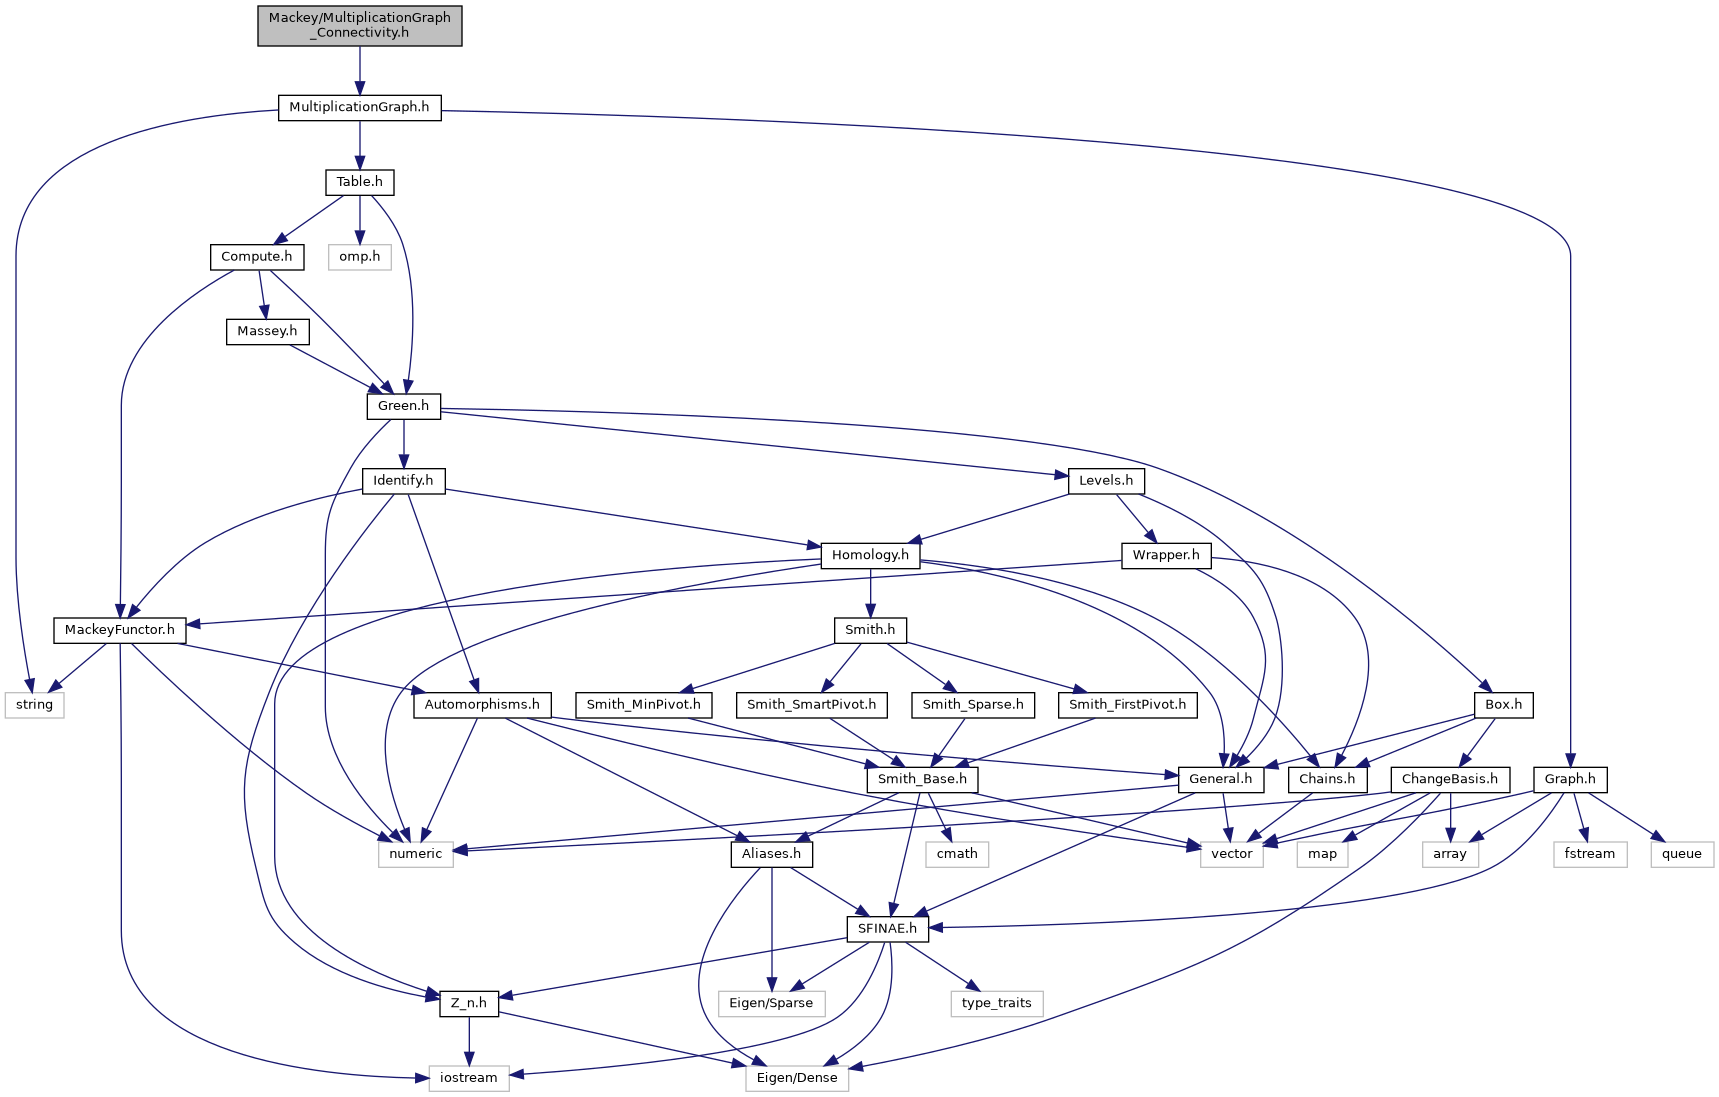 Mackey/MultiplicationGraph
_Connectivity.h
MultiplicationGraph.h
Table.h
Compute.h
omp.h
Massey.h
Green.h
Identify.h
Levels.h
Homology.h
Wrapper.h
MackeyFunctor.h
Smith.h
string
Automorphisms.h
Smith_MinPivot.h
Smith_SmartPivot.h
Smith_Sparse.h
Smith_FirstPivot.h
Box.h
Smith_Base.h
General.h
Chains.h
ChangeBasis.h
Graph.h
numeric
Aliases.h
cmath
vector
map
array
fstream
queue
SFINAE.h
Z_n.h
Eigen/Sparse
type_traits
iostream
Eigen/Dense